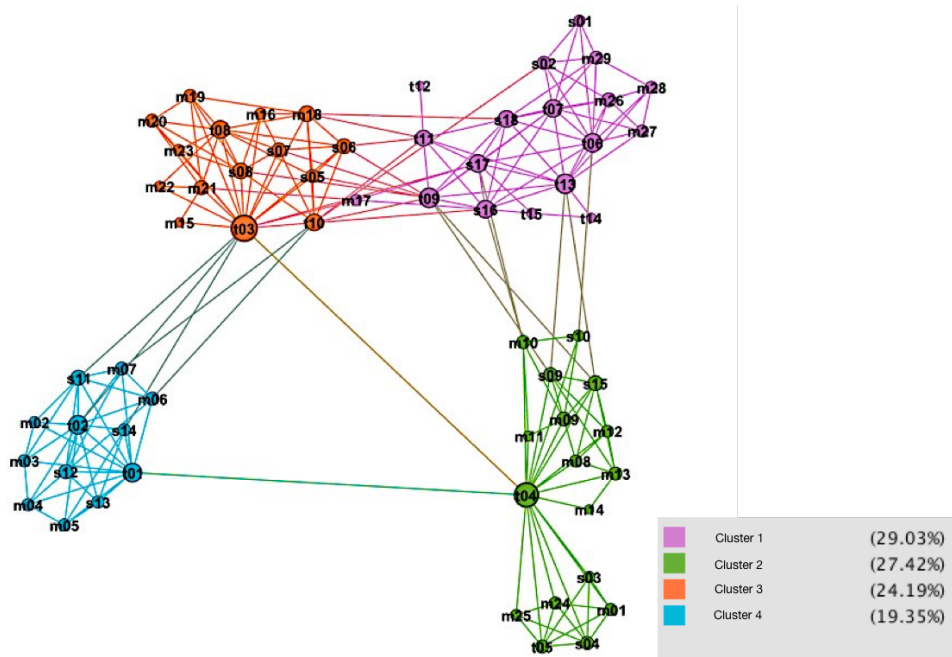 s01
m29
s02
t12
m28
m19
m26
t07
m16
m18
m20
s18
t08
m27
t11
t06
m23
s07
s06
s17
s08
s05
m22
m21
t13
m17
t09
s16
t15
t14
m15
t10
t03
s10
m10
m07
s11
s09
s15
m06
m02
t02
m09
s14
m11
m12
m03
m08
s12
t01
m13
t04
m04
s13
m14
m05
s03
m24
m01
m25
t05
s04
Cluster 1 (29.03%)
Cluster 2 (27.42%)
Cluster 3 (24.19%)
Cluster 4 (19.35%)